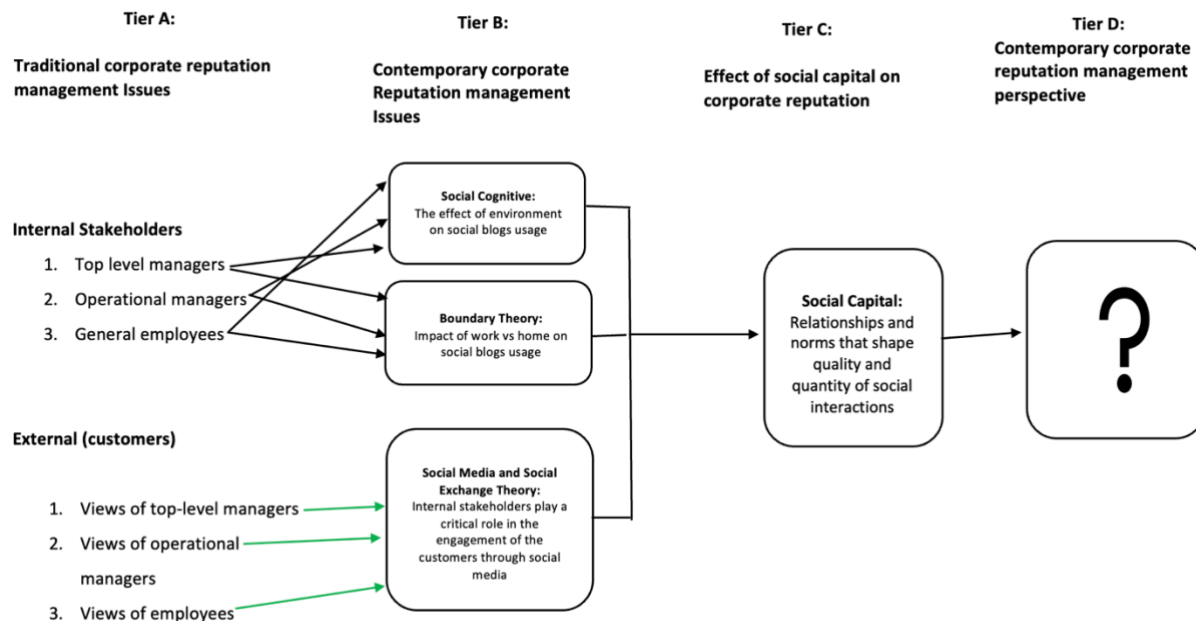 Tier A:
Traditional corporate reputation
management Issues
Tier B:
Contemporary corporate
Reputation management
Issues
Tier C:
Effect of social capital on
corporate reputation
Tier D:
Contemporary corporate
reputation management
perspective
Internal Stakeholders
1. Top level managers
2. Operational managers
3. General employees
External (customers)
1. Views of top-level managers
2. Views of operational
managers
3. Views of employees
Social Cognitive:
The effect of environment
on social blogs usage
Boundary Theory:
Impact of work vs home on
social blogs usage
Social Media and Social
Exchange Theory:
Internal stakeholders play a
critical role in the
engagement of the
customers through social
media
Social Capital:
Relationships and
norms that shape
quality and
quantity of social
interactions
?